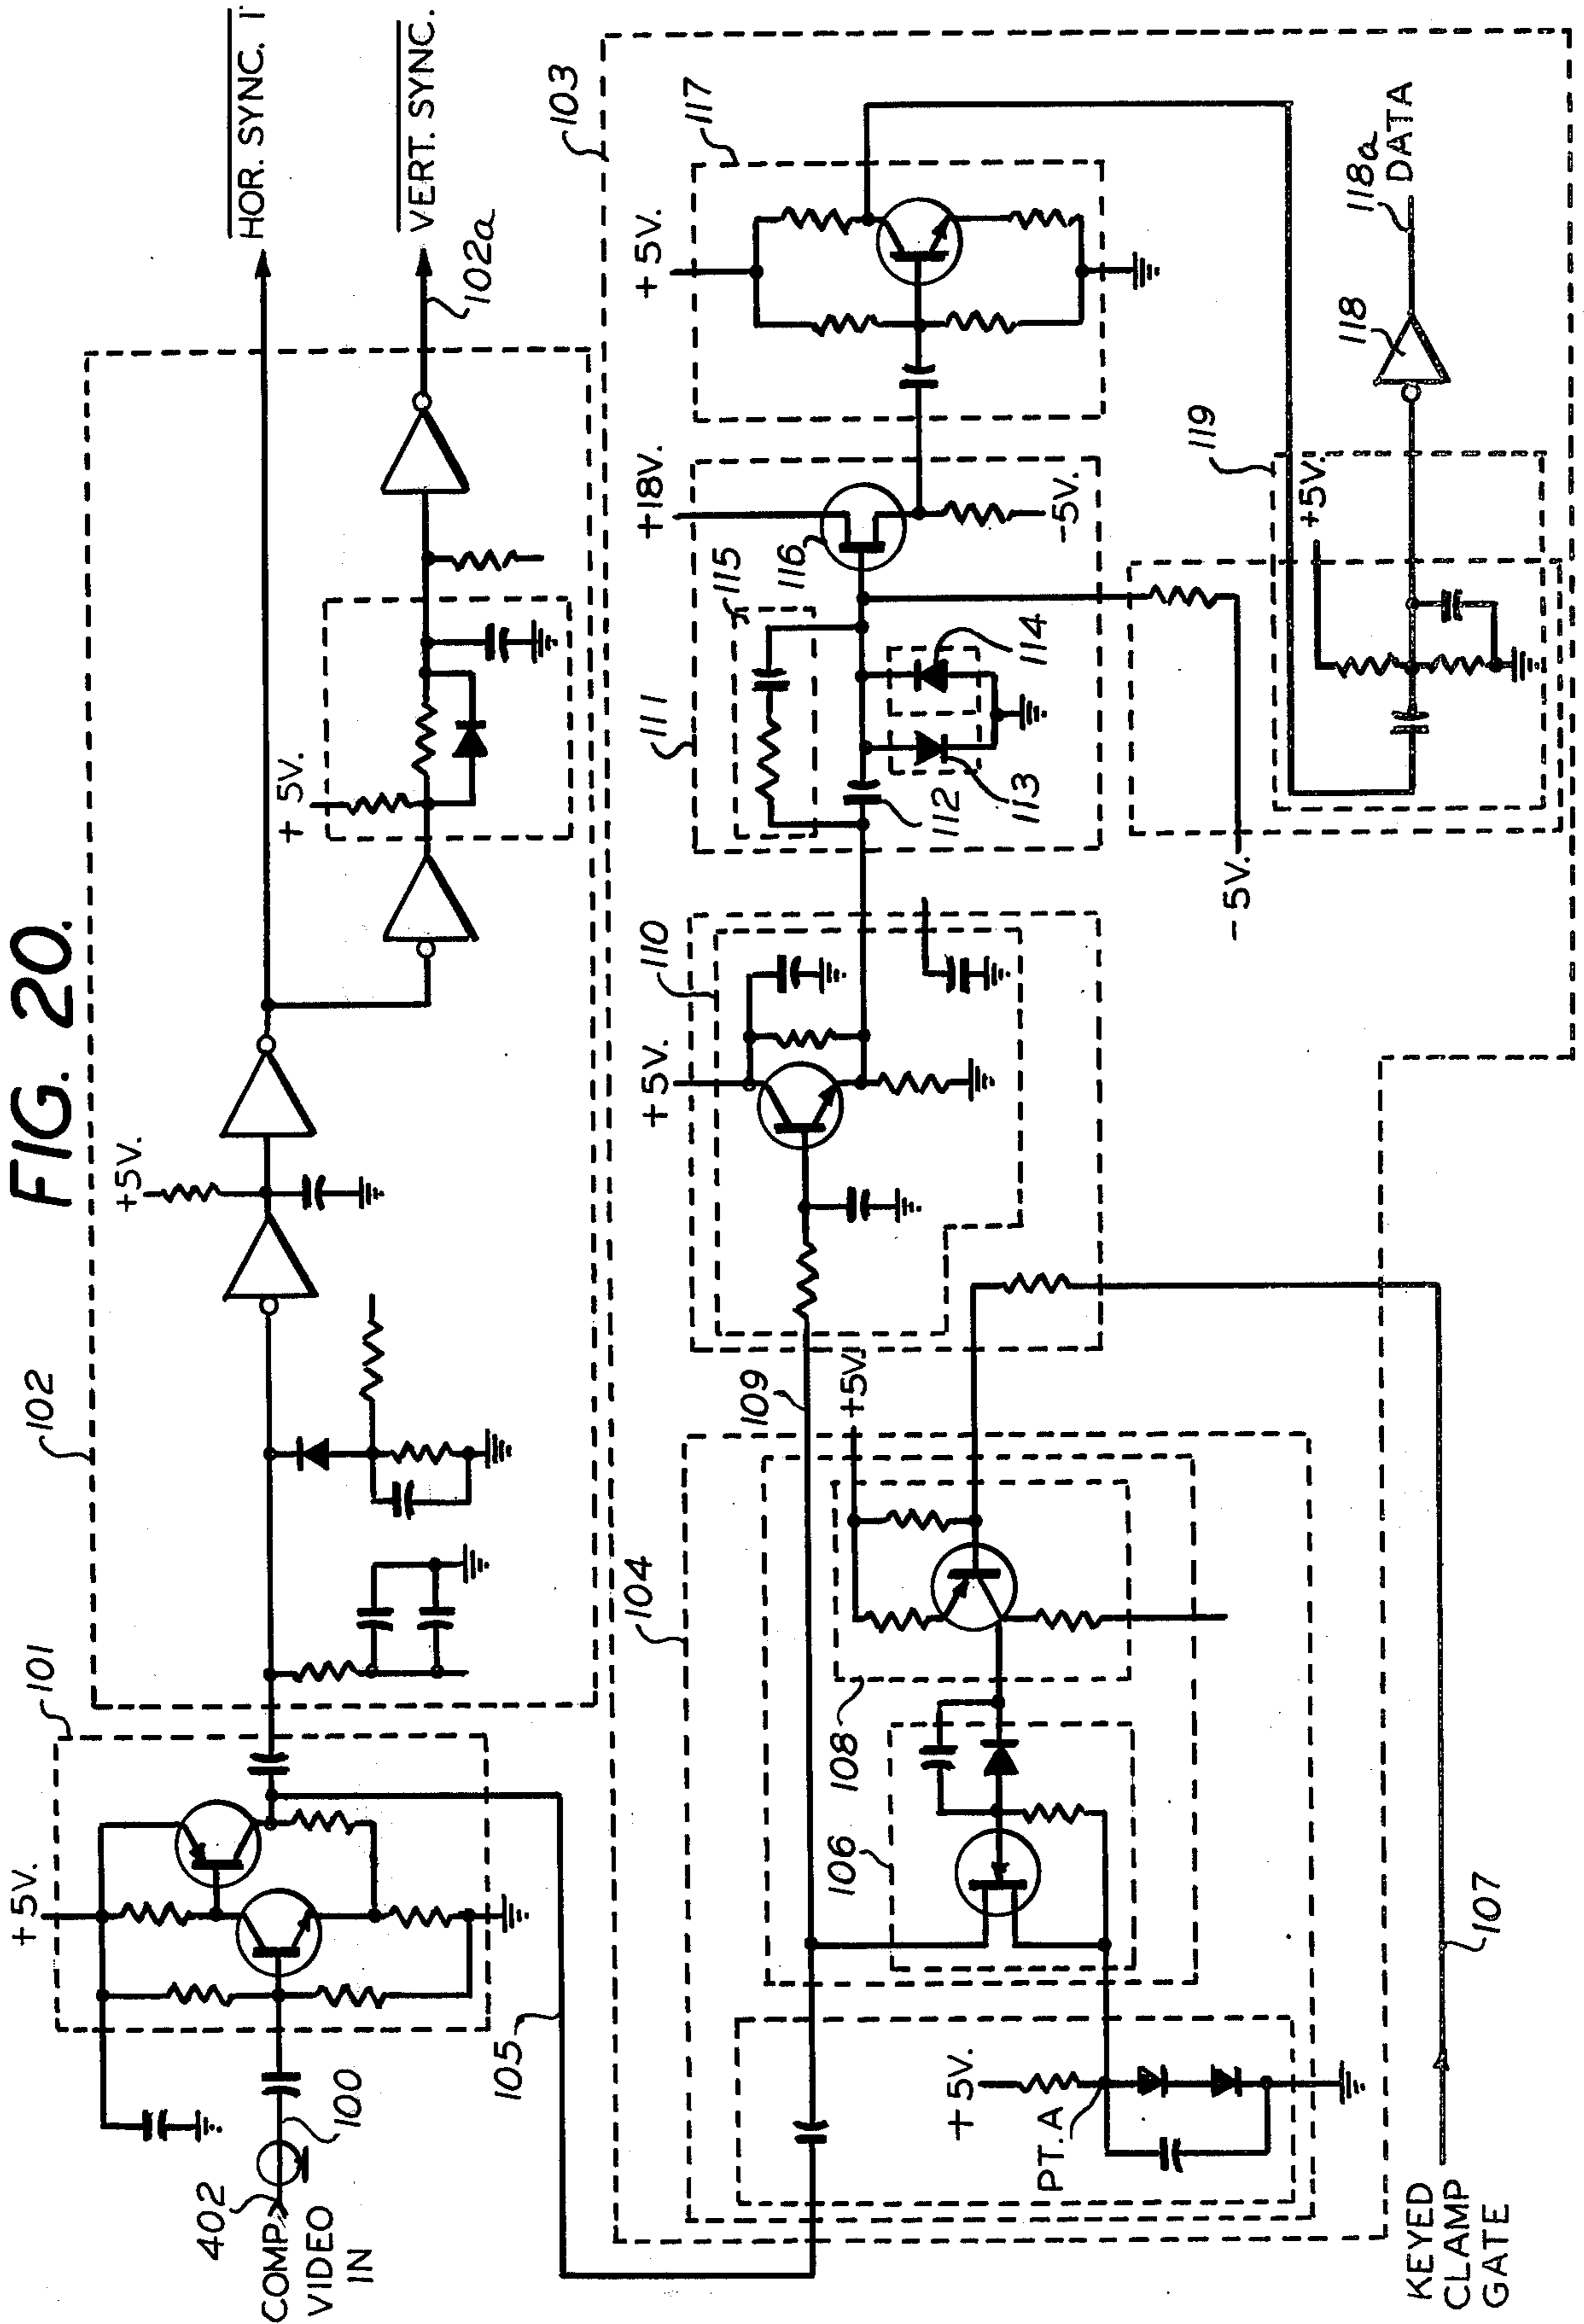 FIG. 20.
HOR. SYNC. T
VERT. SYNC.
102a
102
+5V.
+5V.
101
+5V.
402
COMP.
VIDEO
IN
100
105
103
117
+5V.
118a
DATA
118
119
+5V.
+18V.
115
116
-5V.
111
114
113
112
-5V.
110
+5V.
109
+5V.
104
108
106
+5V.
PT. A
107
KEYED
CLAMP
GATE